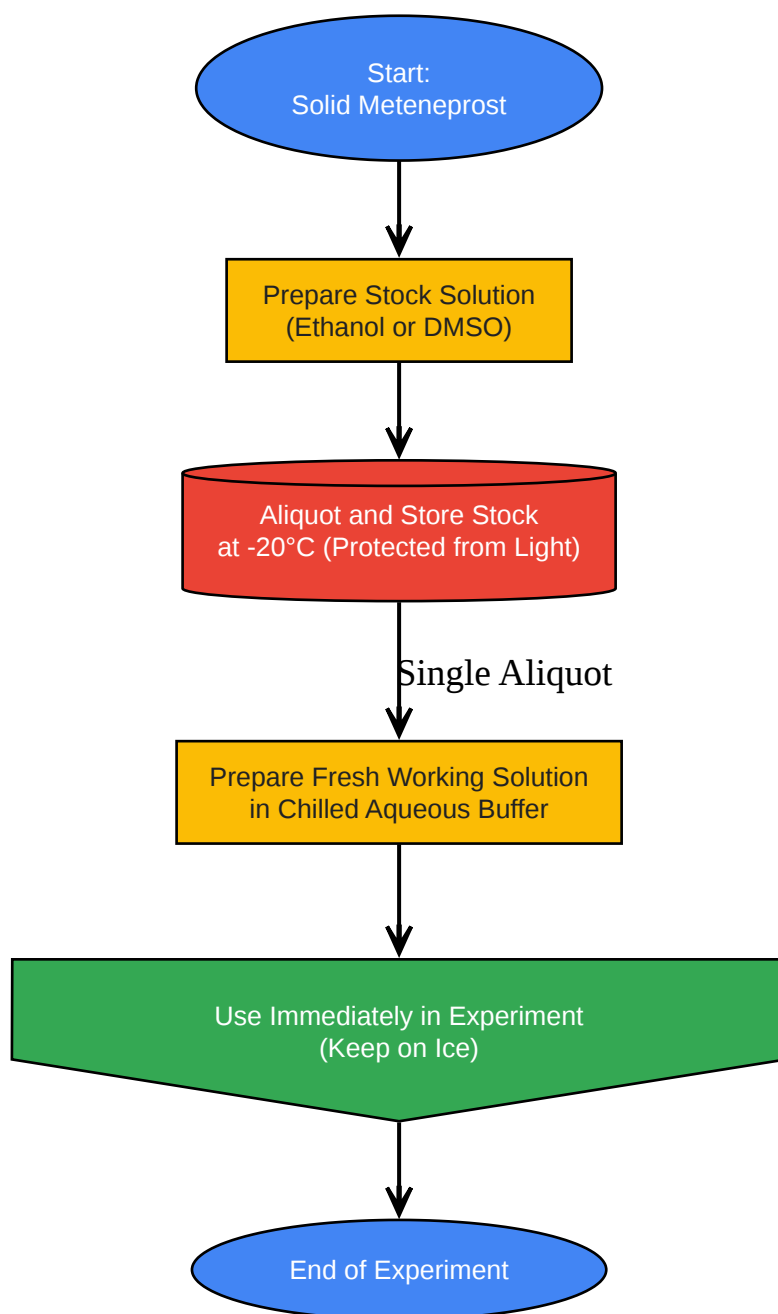 Start:
Solid Meteneprost
Prepare Stock Solution
(Ethanol or DMSO)
Aliquot and Store Stock
at -20°C (Protected from Light)
Single Aliquot
Prepare Fresh Working Solution
in Chilled Aqueous Buffer
Use Immediately in Experiment
(Keep on Ice)
End of Experiment